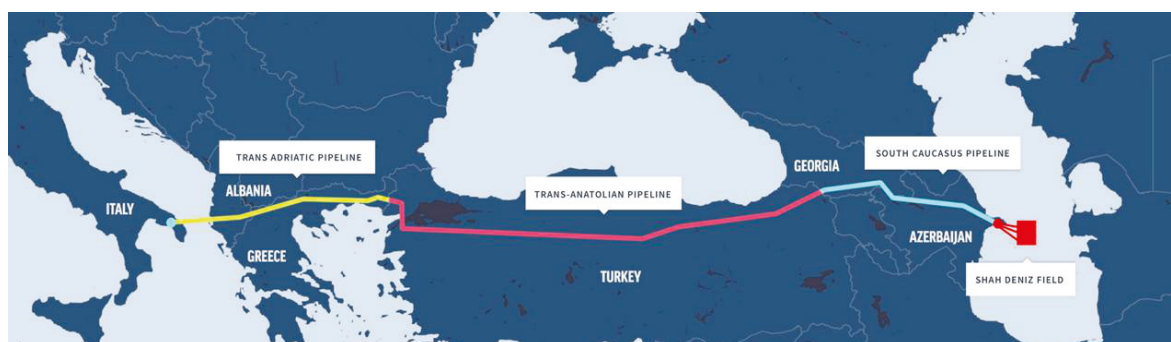 TRANS ADRIATIC PIPELINE
SOUTH CAUCASUS PIPELINE
GEORGIA
ALBANIA
TRANS-ANATOLIAN PIPELINE
ITALY
AZERBAIJAN
GREECE
TURKEY
SHAH DENIZ FIELD